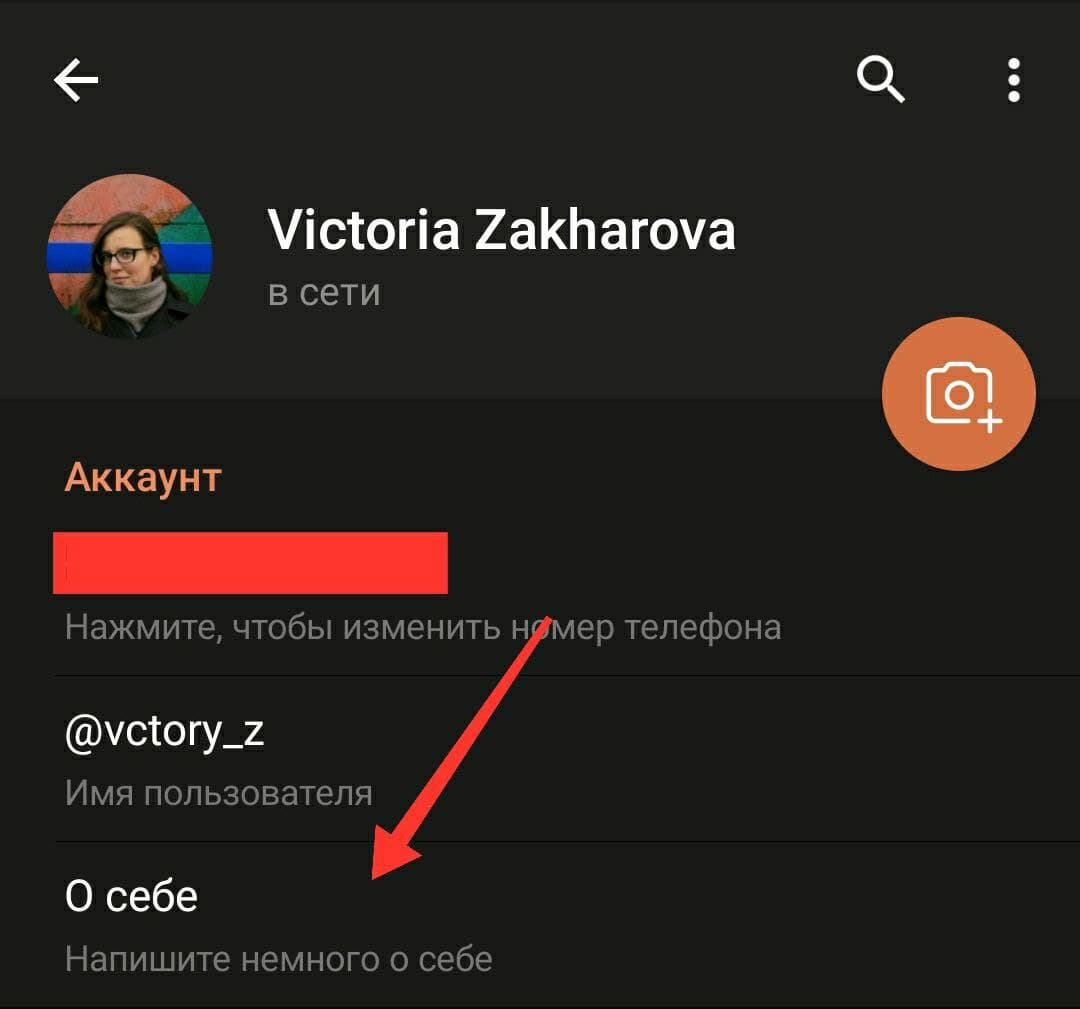 Victoria Zakharova
в сети
Аккаунт
Нажмите, чтобы изменить номер телефона
@vctory_z
Имя пользователя
О себе
Напишите немного о себе